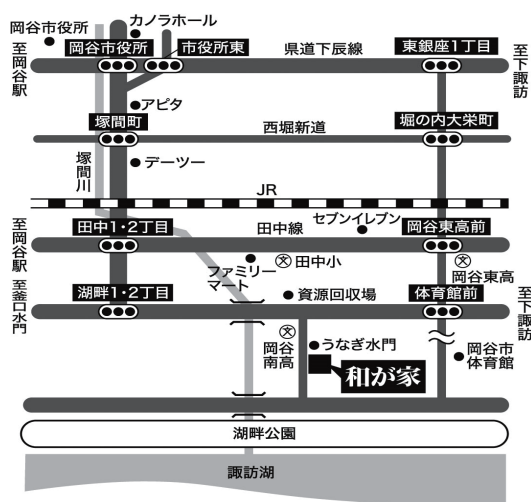 カノラホール
岡谷市役所
岡谷市役所
市役所東
東銀座1丁目
県道下辰線
至岡谷駅
至下諏訪
アピタ
塚間町
西堀新道
堀の内大栄町
塚間川
デーツー
JR
セブンイレブン
田中1・2丁目
田中線
岡谷東高前
至岡谷駅
文田中小
文
岡谷東高
ファミリー
マート
至釜口水門
湖畔1・2丁目
資源回収場
体育館前
至下諏訪
文
岡谷
南高
うなぎ水門
和が家
岡谷市
体育館
湖畔公園
諏訪湖